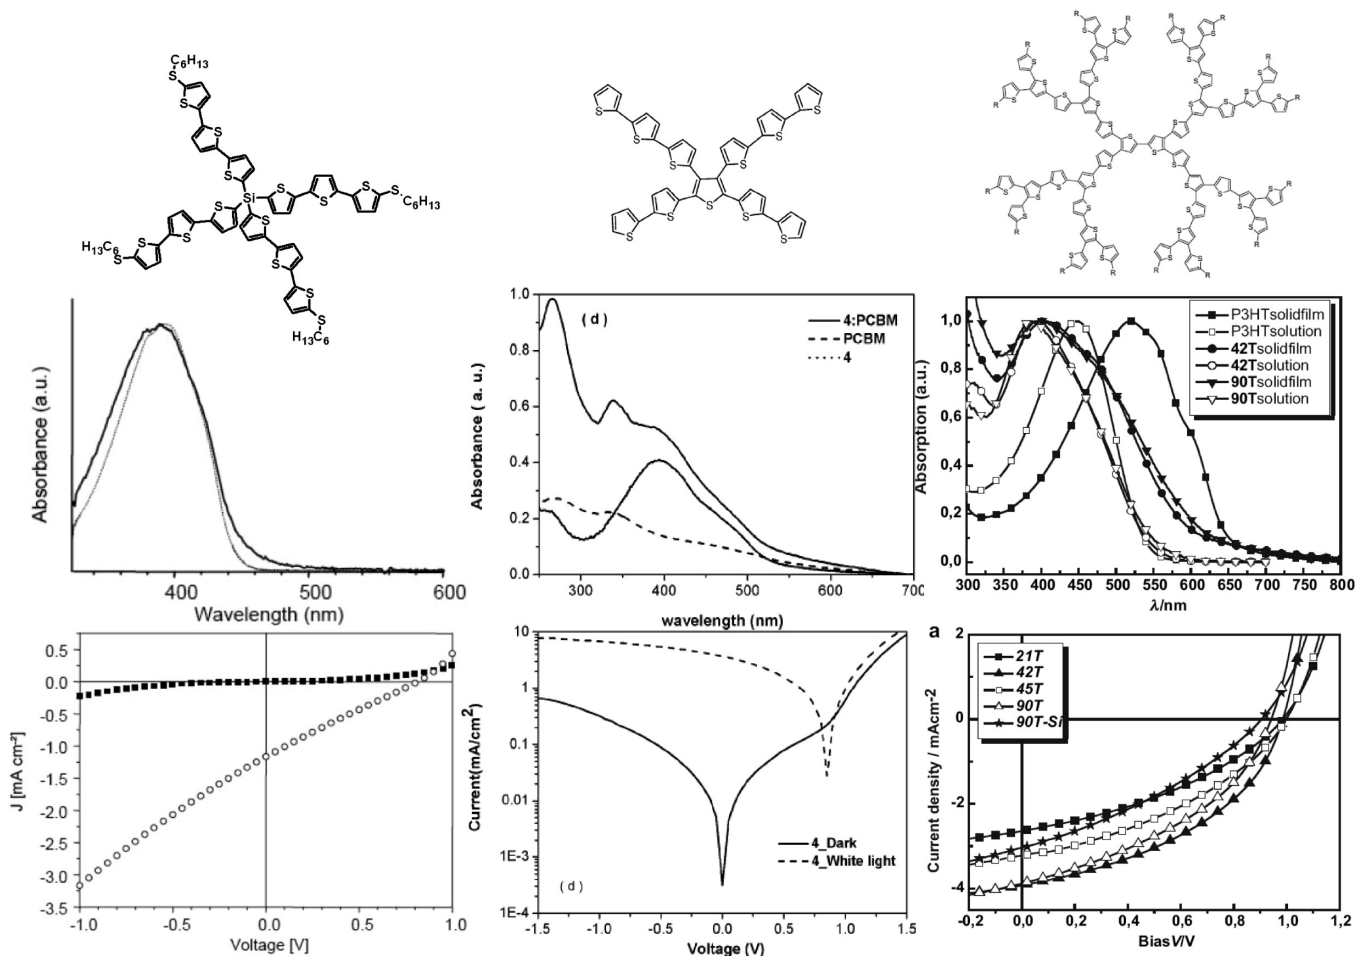 C6H13
S
Si
S
C6H13
H13C6
S
S
H13C6
R
Absorbance (a.u.)
400
500
600
Wavelength (nm)
1.0
0.8
0.6
0.4
0.2
0.0
Absorbance ( a. u.)
( d )
4:PCBM
PCBM
4
300
400
500
600
700
wavelength (nm)
1,0
0,8
0,6
0,4
0,2
0,0
Absorption (a.u.)
P3HTsolidfilm
P3HTsolution
42Tsolidfilm
42Tsolution
90Tsolidfilm
90Tsolution
300 350 400 450 500 550 600 650 700 750 800
λ/nm
0.5
0.0
-0.5
-1.0
-1.5
-2.0
-2.5
-3.0
-3.5
J [mA cm-2]
-1.0 -0.5 0.0 0.5 1.0
Voltage [V]
10
1
0.1
0.01
1E-3
1E-4
Current(mA/cm2)
4_Dark
4_White light
( d )
-1.5 -1.0 -0.5 0.0 0.5 1.0 1.5
Voltage (V)
a
2
0
-2
-4
Current density / mAcm-2
21T
42T
45T
90T
90T-Si
-0,2 0,0 0,2 0,4 0,6 0,8 1,0 1,2
BiasV/V